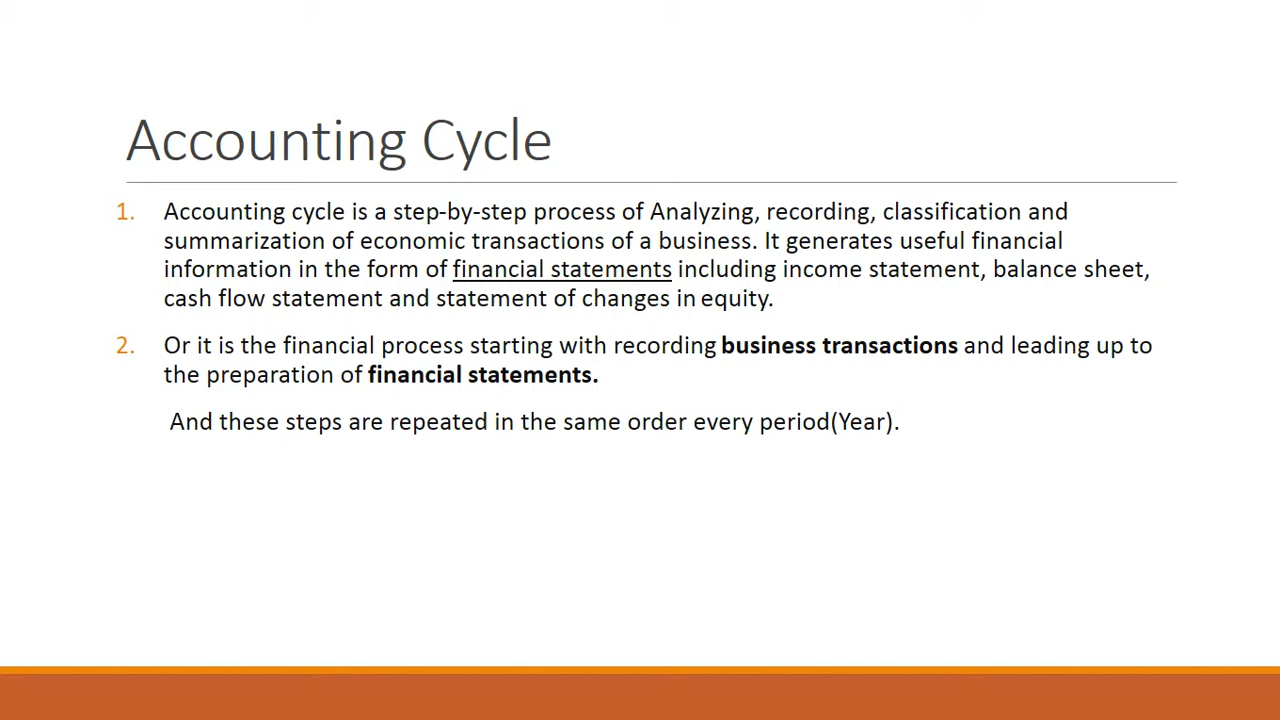 Accounting Cycle
1. Accounting cycle is a step-by-step process of Analyzing, recording, classification and
summarization of economic transactions of a business. It generates useful financial
information in the form of financial statements including income statement, balance sheet,
cash flow statement and statement of changes in equity.
2. Or it is the financial process starting with recording business transactions and leading up to
the preparation of financial statements.
And these steps are repeated in the same order every period(Year).